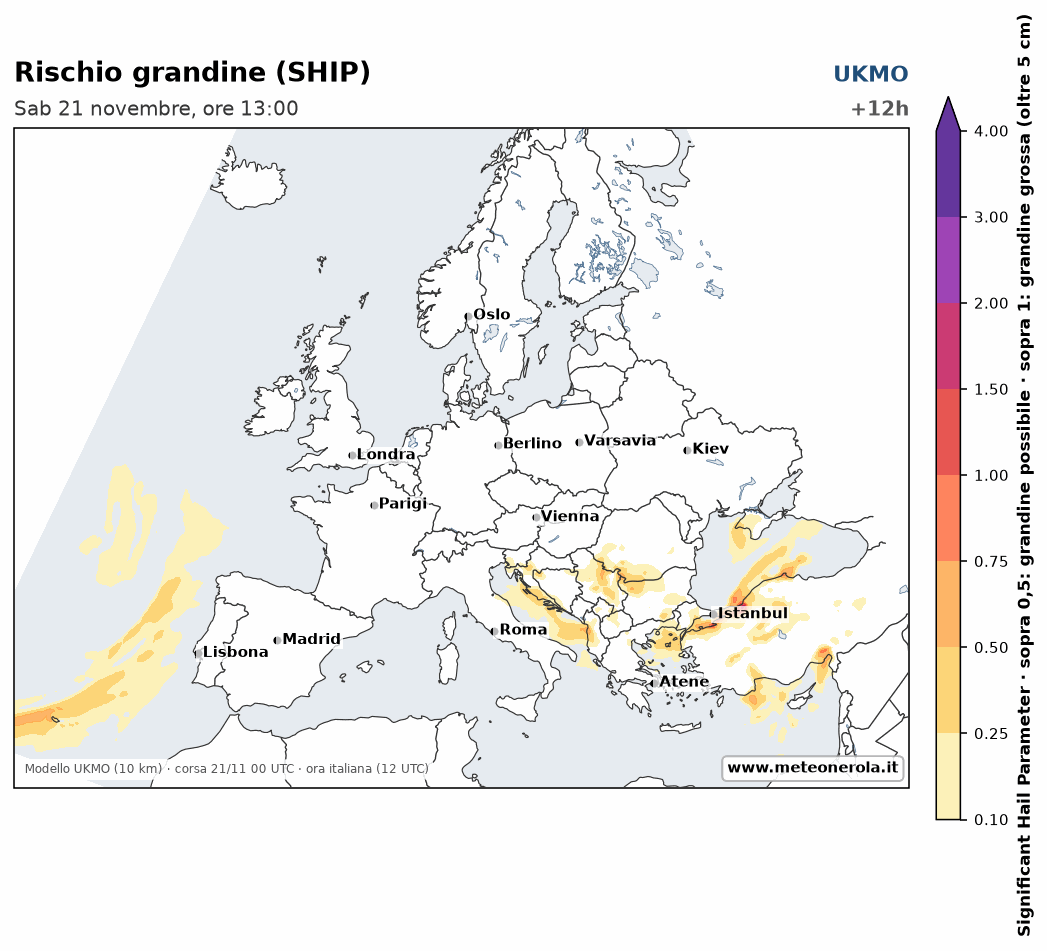 Rischio grandine (SHIP)
UKMO
Sab 21 novembre, ore 13:00
+12h
Oslo
Berlino
Varsavia
Kiev
Londra
Parigi
Vienna
Istanbul
Roma
Madrid
Lisbona
Atene
Modello UKMO (10 km) · corsa 21/11 00 UTC · ora italiana (12 UTC)
www.meteonerola.it
4.00
3.00
2.00
1.50
1.00
0.75
0.50
0.25
0.10
Significant Hail Parameter · sopra 0,5: grandine possibile · sopra 1: grandine grossa (oltre 5 cm)